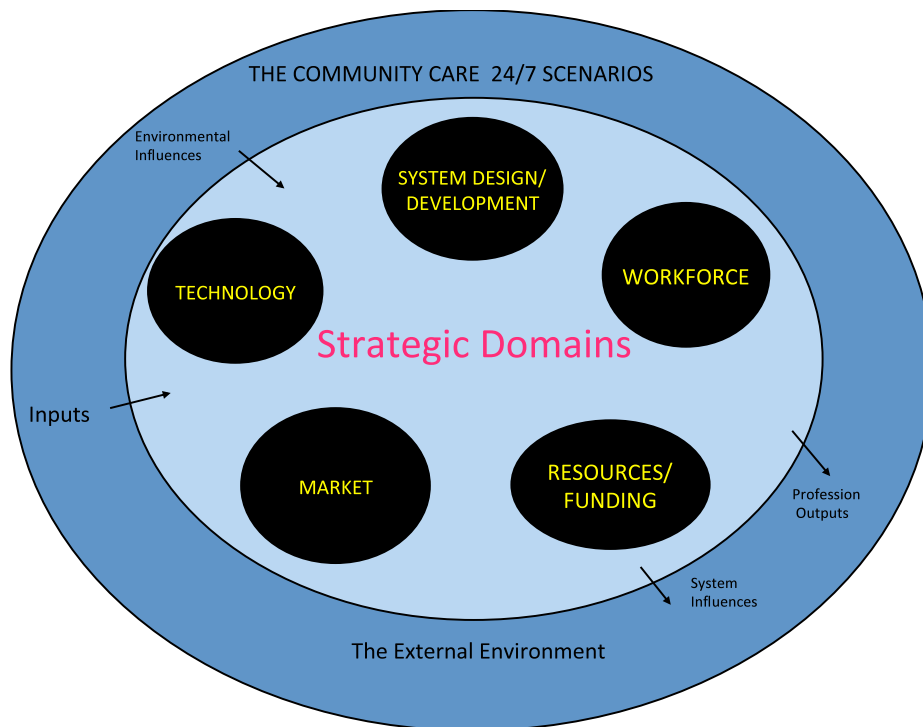 THE COMMUNITY CARE  24/7 SCENARIOS
Environmental
Influences
SYSTEM DESIGN/
DEVELOPMENT
WORKFORCE
TECHNOLOGY
Strategic Domains
Inputs
MARKET
RESOURCES/
FUNDING
Profession
Outputs
System
Influences
The External Environment